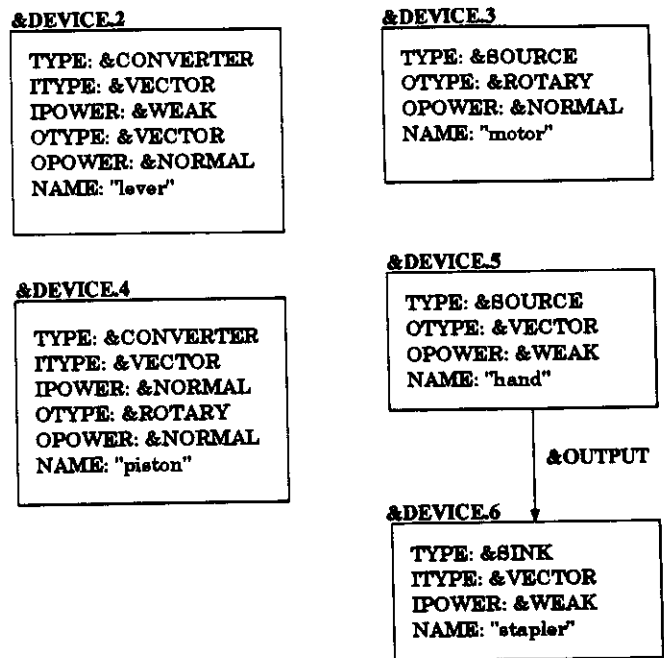 &DEVICE.2
TYPE: &CONVERTER
ITYPE: &VECTOR
IPOWER: &WEAK
OTYPE: &VECTOR
OPOWER: &NORMAL
NAME: "lever"
&DEVICE.3
TYPE: &SOURCE
OTYPE: &ROTARY
OPOWER: &NORMAL
NAME: "motor"
&DEVICE.4
TYPE: &CONVERTER
ITYPE: &VECTOR
IPOWER: &NORMAL
OTYPE: &ROTARY
OPOWER: &NORMAL
NAME: "piston"
&DEVICE.5
TYPE: &SOURCE
OTYPE: &VECTOR
OPOWER: &WEAK
NAME: "hand"
&OUTPUT
&DEVICE.6
TYPE: &SINK
ITYPE: &VECTOR
IPOWER: &WEAK
NAME: "stapler"